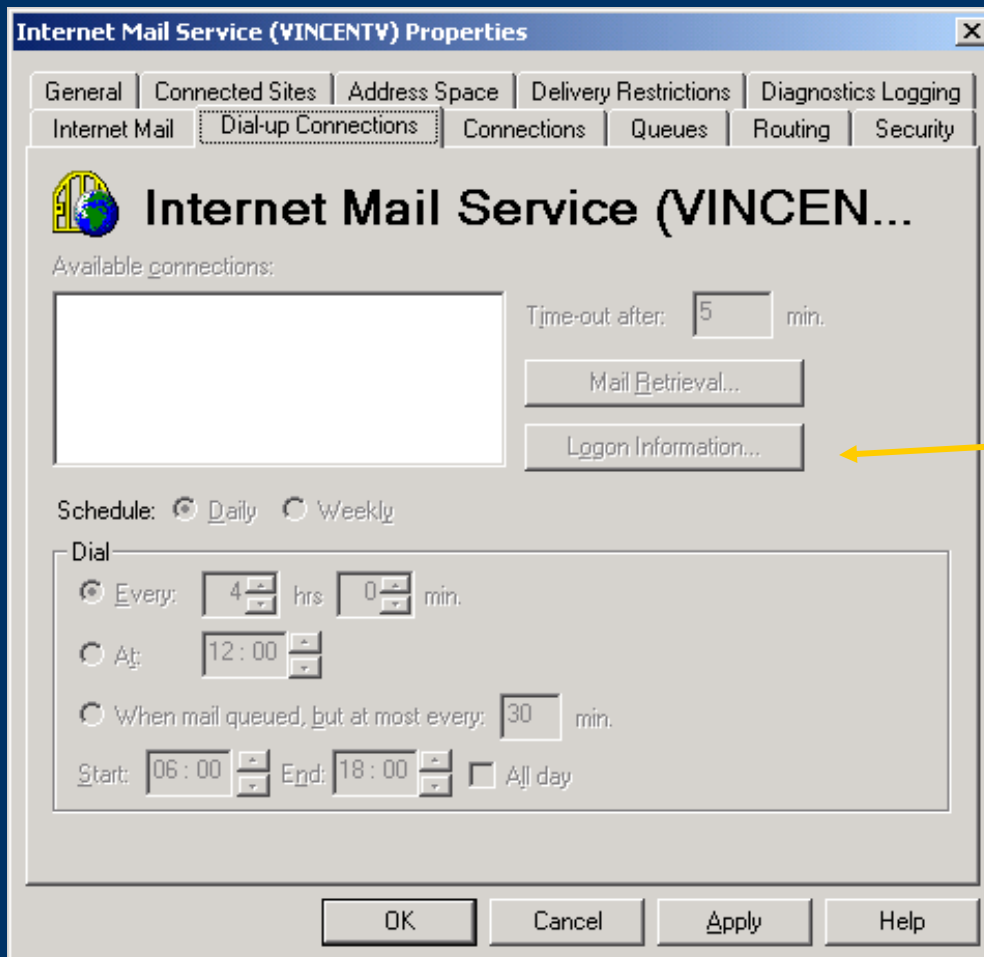 Internet Mail Service (VINCENTV) Properties
General Connected Sites Address Space Delivery Restrictions Diagnostics Logging
Internet Mail Dial-up Connections Connections Queues Routing Security
Internet Mail Service (VINCEN...
Available connections:
Time-out after: 5 min.
Mail Retrieval...
Logon Information...
Schedule: Daily Weekly
Dial
Every: 4 hrs 0 min.
At: 12:00
When mail queued, but at most every: 30 min.
Start: 06:00 End: 18:00 All day
OK Cancel Apply Help